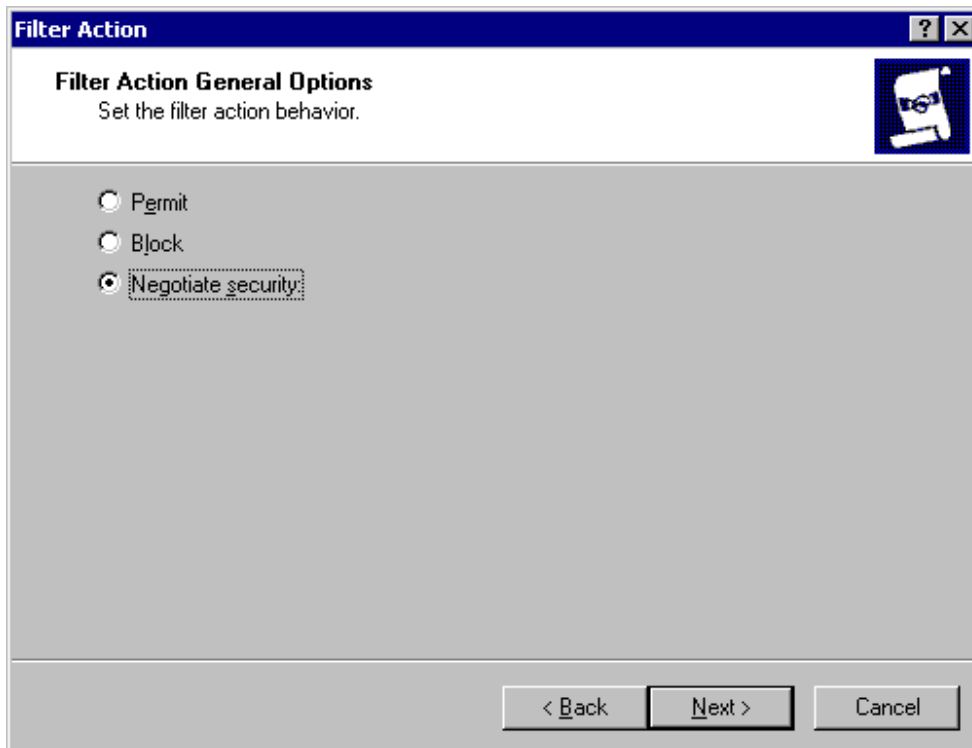 Filter Action
Filter Action General Options
Set the filter action behavior.
Permit
Block
Negotiate security:
< Back
Next >
Cancel